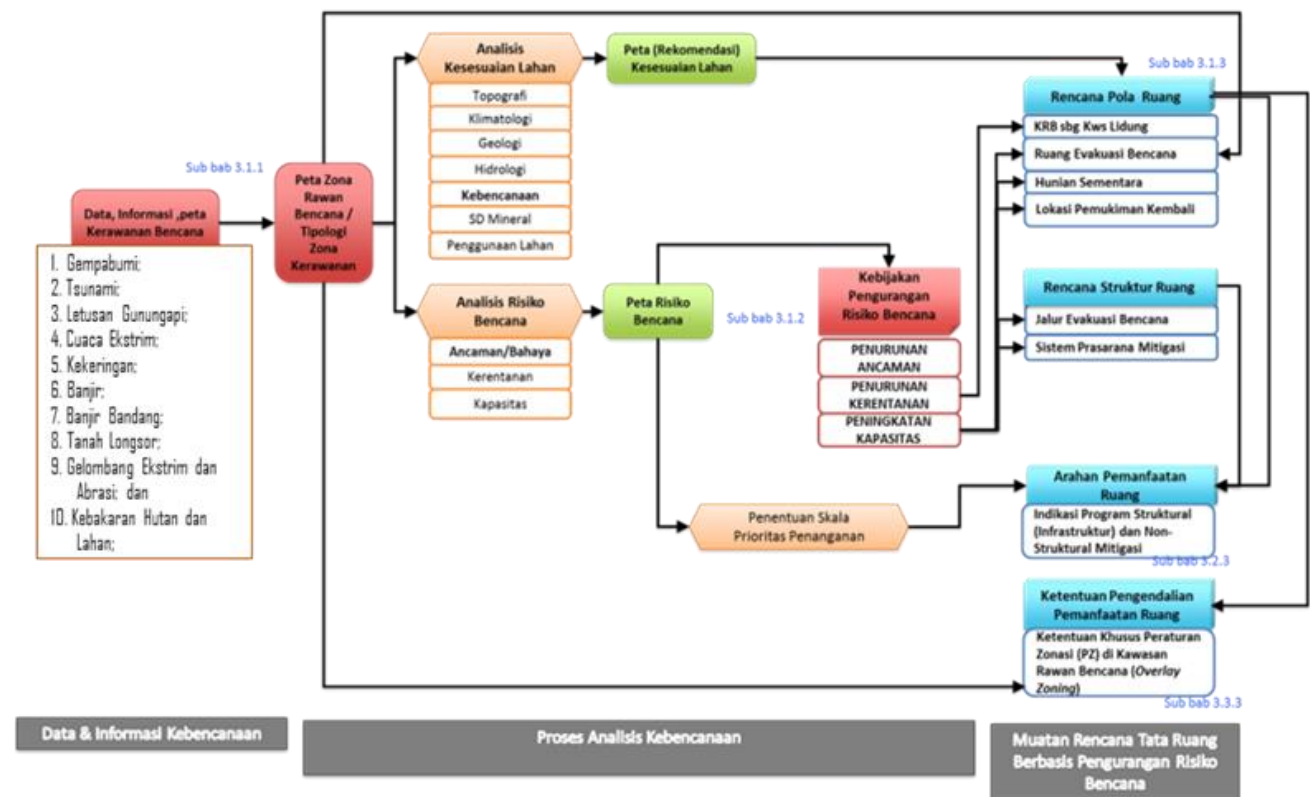 Sub bab 3.1.1
Data, Informasi ,peta
Kerawanan Bencana
1. Gempabumi;
2. Tsunami;
3. Letusan Gunungapi;
4. Cuaca Ekstrim;
5. Kekeringan;
6. Banjir;
7. Banjir Bandang;
8. Tanah Longsor;
9. Gelombang Ekstrim dan
Abrasi; dan
10. Kebakaran Hutan dan
Lahan;
Peta Zona
Rawan
Bencana /
Tipologi
Zona
Kerawanan
Analisis
Kesesuaian Lahan
Topografi
Klimatologi
Geologi
Hidrologi
Kebencanaan
SD Mineral
Penggunaan Lahan
Peta (Rekomendasi)
Kesesuaian Lahan
Analisis Risiko
Bencana
Ancaman/Bahaya
Kerentanan
Kapasitas
Peta Risiko
Bencana
Sub bab 3.1.2
Kebijakan
Pengurangan
Risiko Bencana
PENURUNAN
ANCAMAN
PENURUNAN
KERENTANAN
PENINGKATAN
KAPASITAS
Penentuan Skala
Prioritas Penanganan
Sub bab 3.1.3
Rencana Pola Ruang
KRB sbg Kws Lidung
Ruang Evakuasi Bencana
Hunian Sementara
Lokasi Pemukiman Kembali
Rencana Struktur Ruang
Jalur Evakuasi Bencana
Sistem Prasarana Mitigasi
Arahan Pemanfaatan
Ruang
Indikasi Program Struktural
(Infrastruktur) dan Non-
Struktural Mitigasi
Sub bab 3.2.3
Ketentuan Pengendalian
Pemanfaatan Ruang
Ketentuan Khusus Peraturan
Zonasi (PZ) di Kawasan
Rawan Bencana (Overlay
Zoning)
Sub bab 3.3.3
Data & Informasi Kebencanaan
Proses Analisis Kebencanaan
Muatan Rencana Tata Ruang
Berbasis Pengurangan Risiko
Bencana